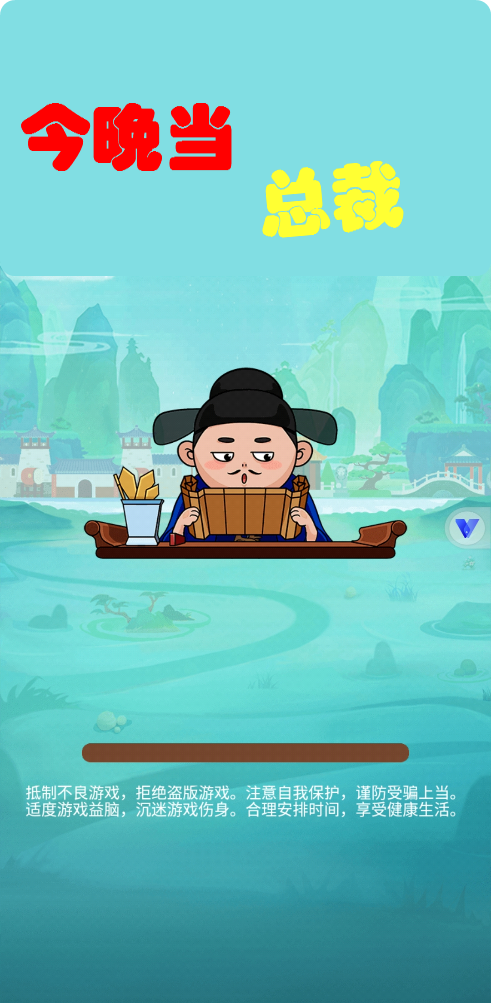 今晚当
总裁
抵制不良游戏，拒绝盗版游戏。注意自我保护，谨防受骗上当。
适度游戏益脑，沉迷游戏伤身。合理安排时间，享受健康生活。